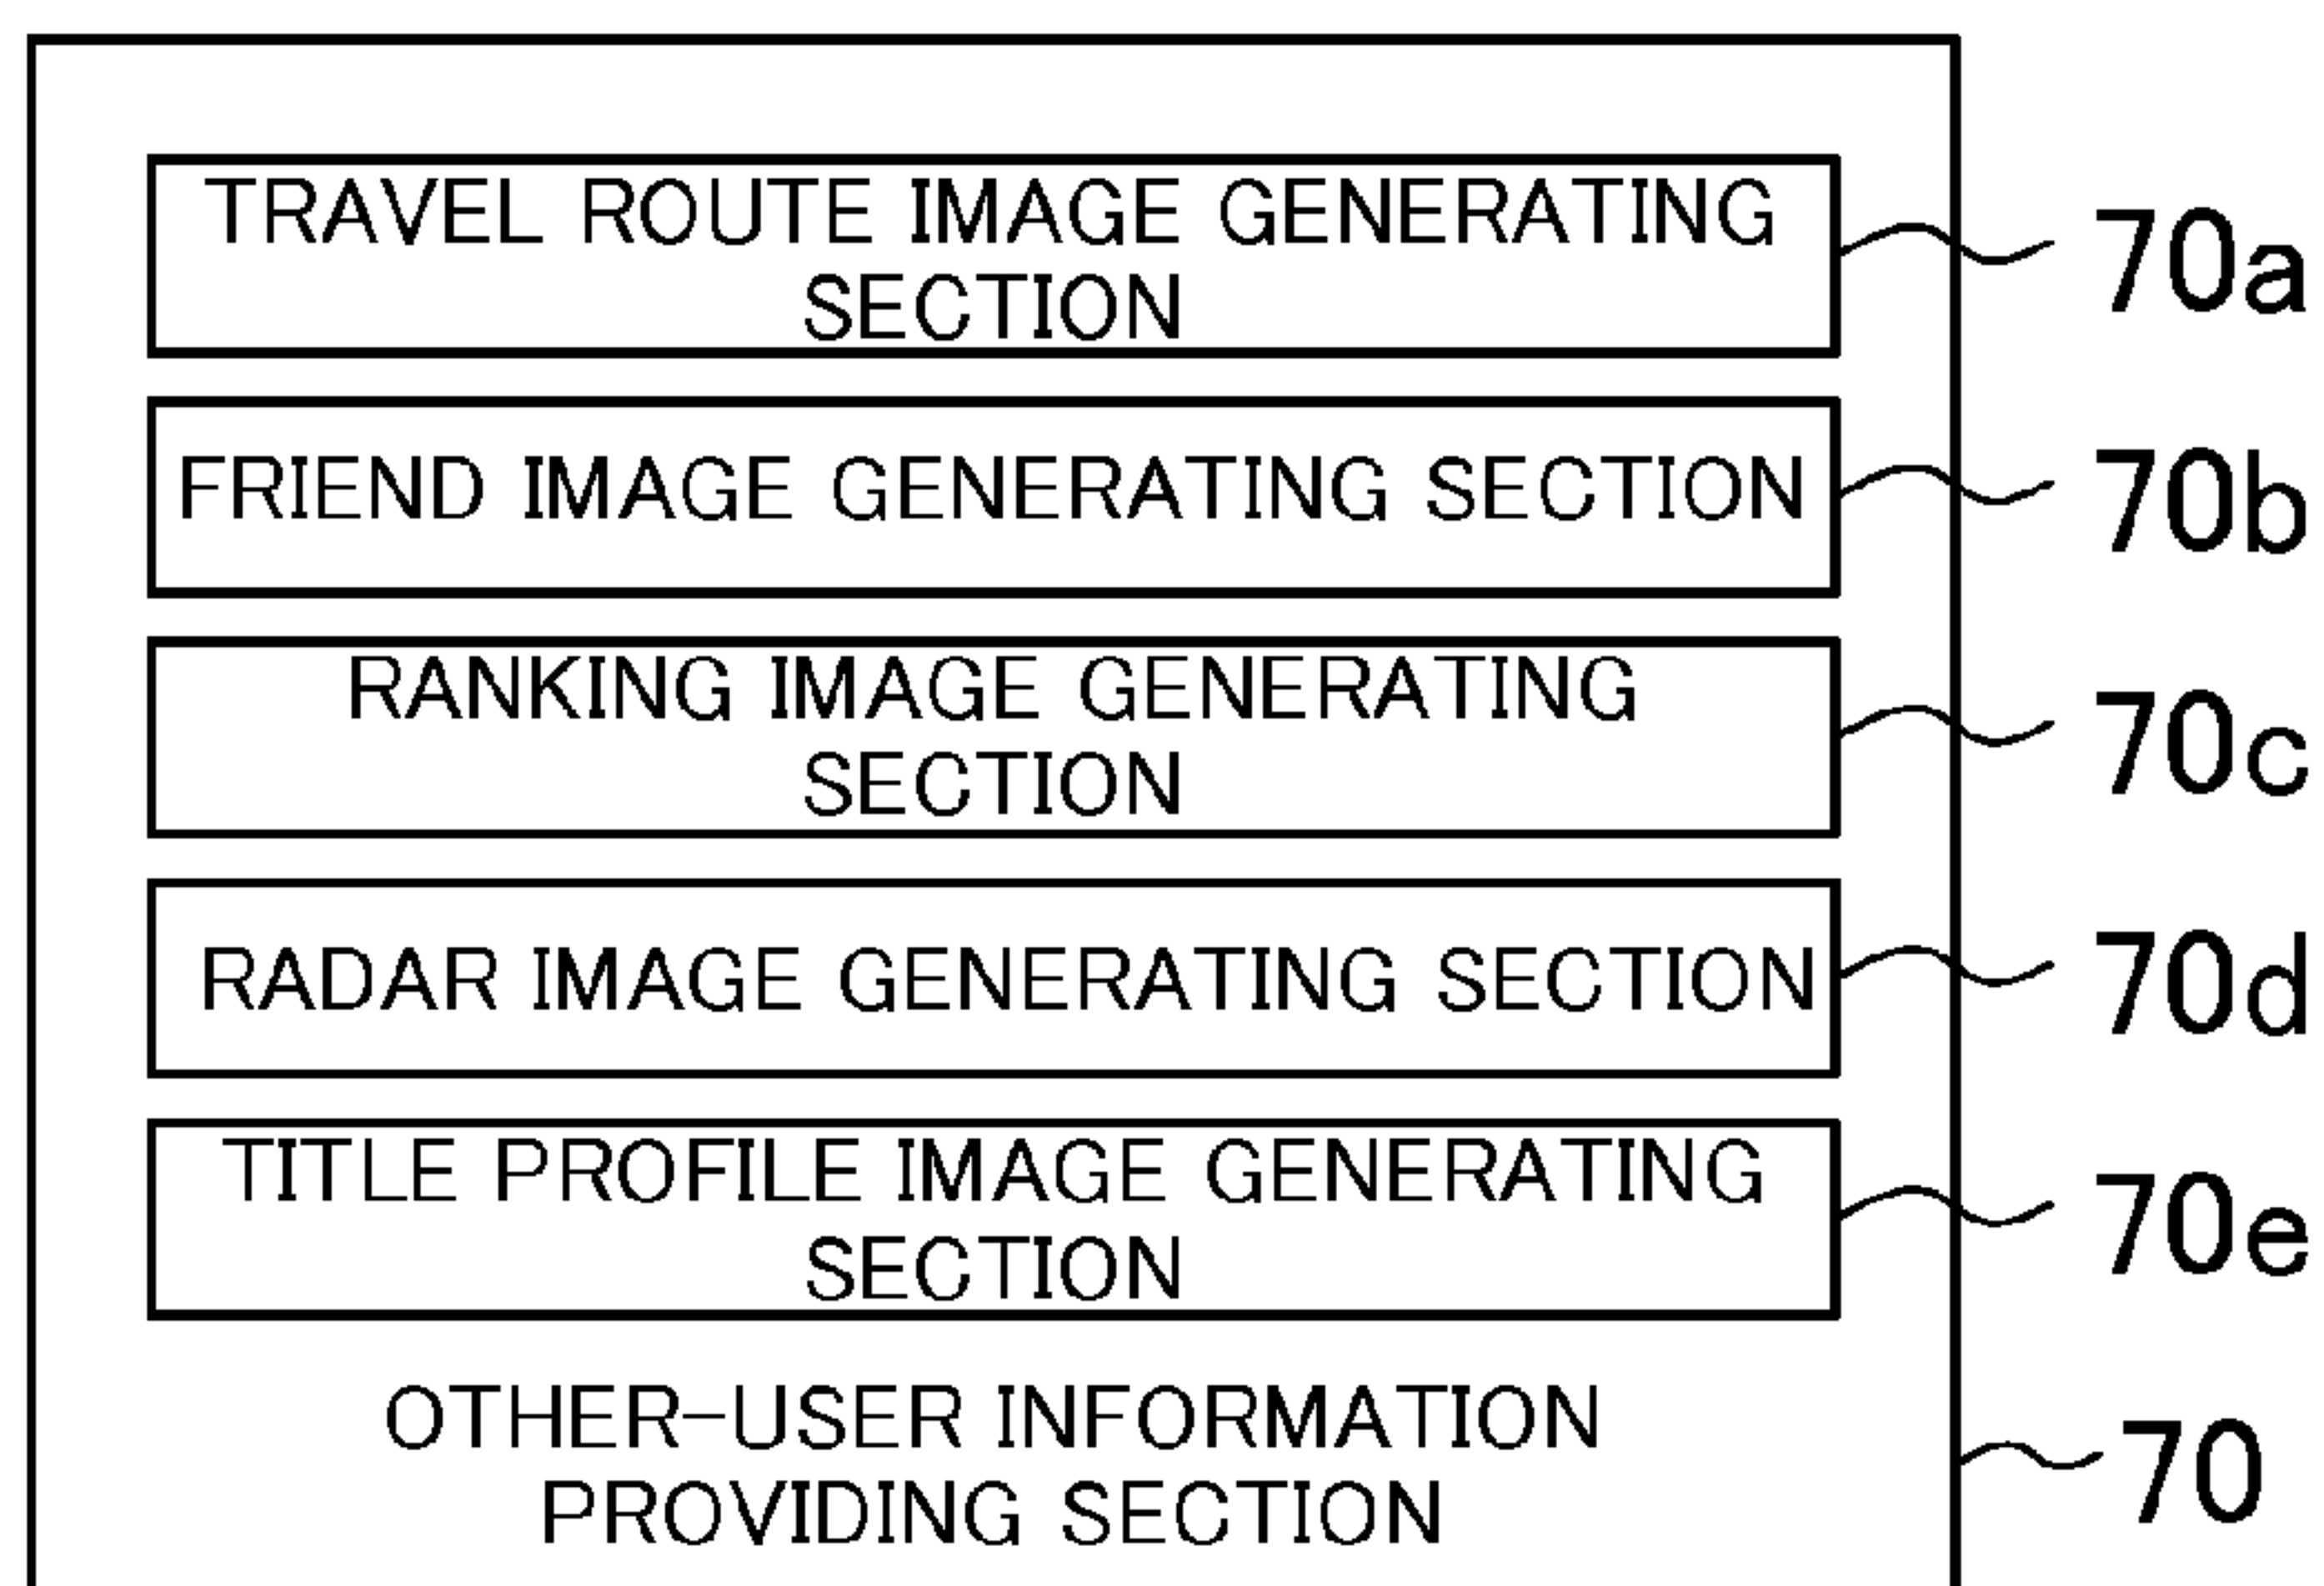 TRAVEL ROUTE IMAGE GENERATING
SECTION
70a
FRIEND IMAGE GENERATING SECTION
70b
RANKING IMAGE GENERATING
SECTION
70c
RADAR IMAGE GENERATING SECTION
70d
TITLE PROFILE IMAGE GENERATING
SECTION
70e
OTHER-USER INFORMATION
PROVIDING SECTION
70